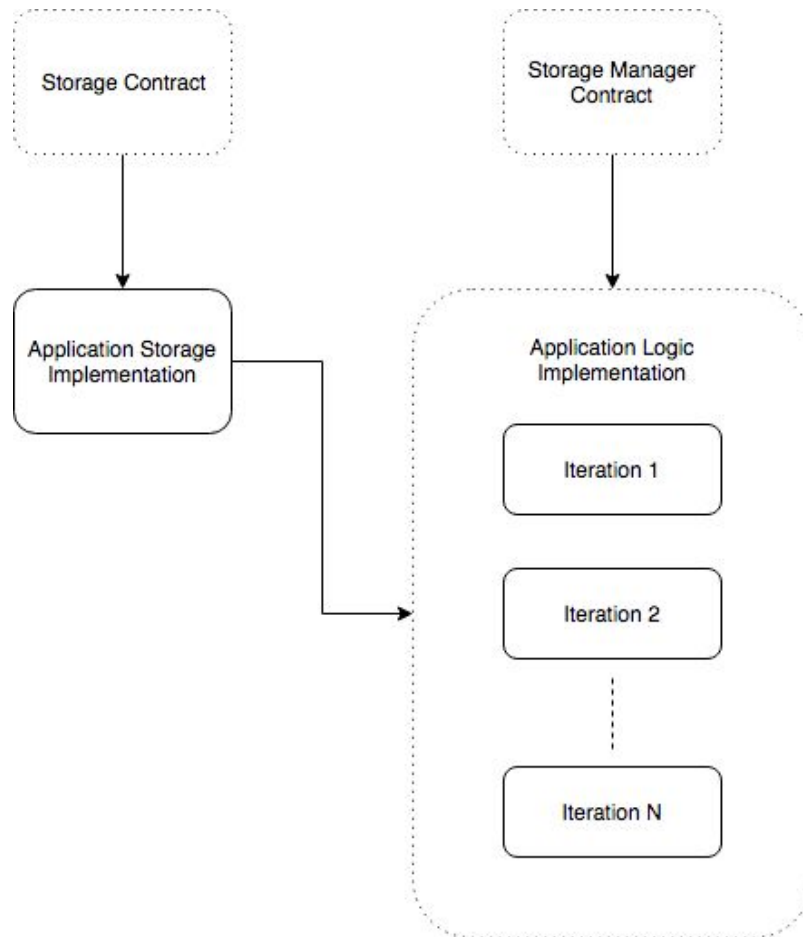 Storage Contract
Storage Manager
Contract
Application Storage
Implementation
Application Logic
Implementation
Iteration 1
Iteration 2
Iteration N